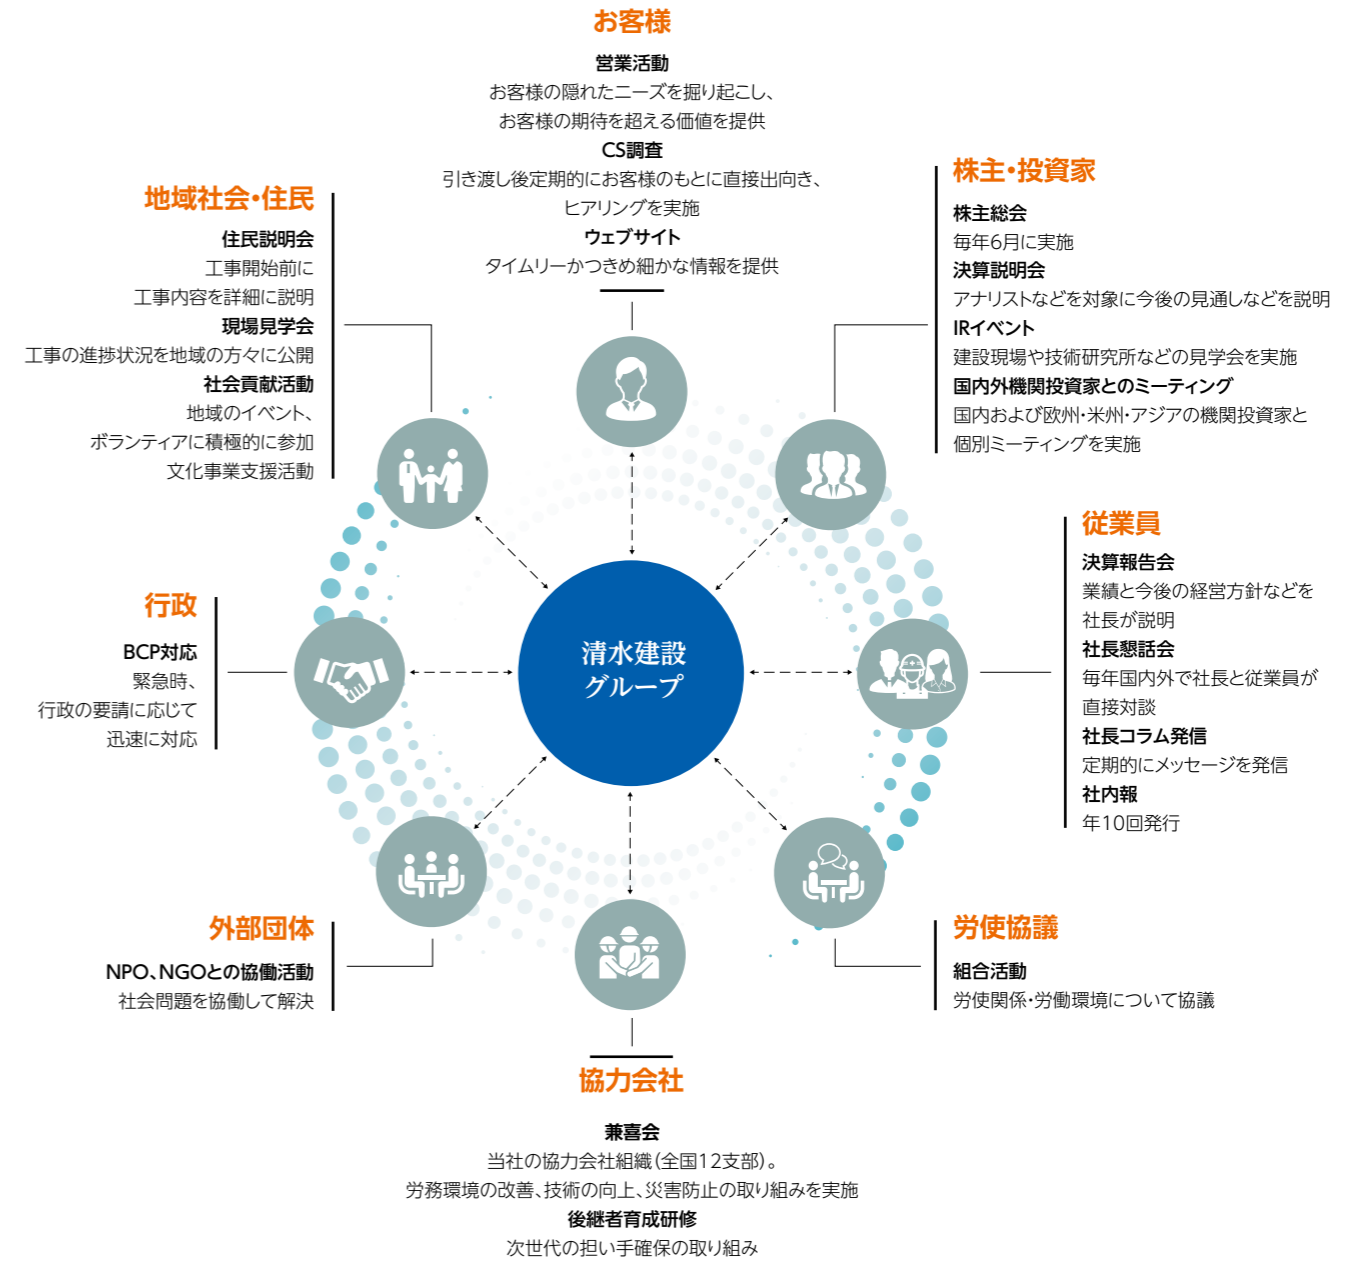 お客様
営業活動
お客様の隠れたニーズを掘り起こし、
お客様の期待を超える価値を提供
CS調査
引き渡し後定期的にお客様のもとに直接出向き、
ヒアリングを実施
ウェブサイト
タイムリーかつきめ細かな情報を提供
株主・投資家
株主総会
毎年6月に実施
決算説明会
アナリストなどを対象に今後の見通しなどを説明
IRイベント
建設現場や技術研究所などの見学会を実施
国内外機関投資家とのミーティング
国内および欧州・米州・アジアの機関投資家と
個別ミーティングを実施
従業員
決算報告会
業績と今後の経営方針などを
社長が説明
社長懇話会
毎年国内外で社長と従業員が
直接対談
社長コラム発信
定期的にメッセージを発信
社内報
年10回発行
労使協議
組合活動
労使関係・労働環境について協議
協力会社
兼喜会
当社の協力会社組織(全国12支部)。
労務環境の改善、技術の向上、災害防止の取り組みを実施
後継者育成研修
次世代の担い手確保の取り組み
外部団体
NPO、NGOとの協働活動
社会問題を協働して解決
行政
BCP対応
緊急時、
行政の要請に応じて
迅速に対応
地域社会・住民
住民説明会
工事開始前に
工事内容を詳細に説明
現場見学会
工事の進捗状況を地域の方々に公開
社会貢献活動
地域のイベント、
ボランティアに積極的に参加
文化事業支援活動
清水建設
グループ